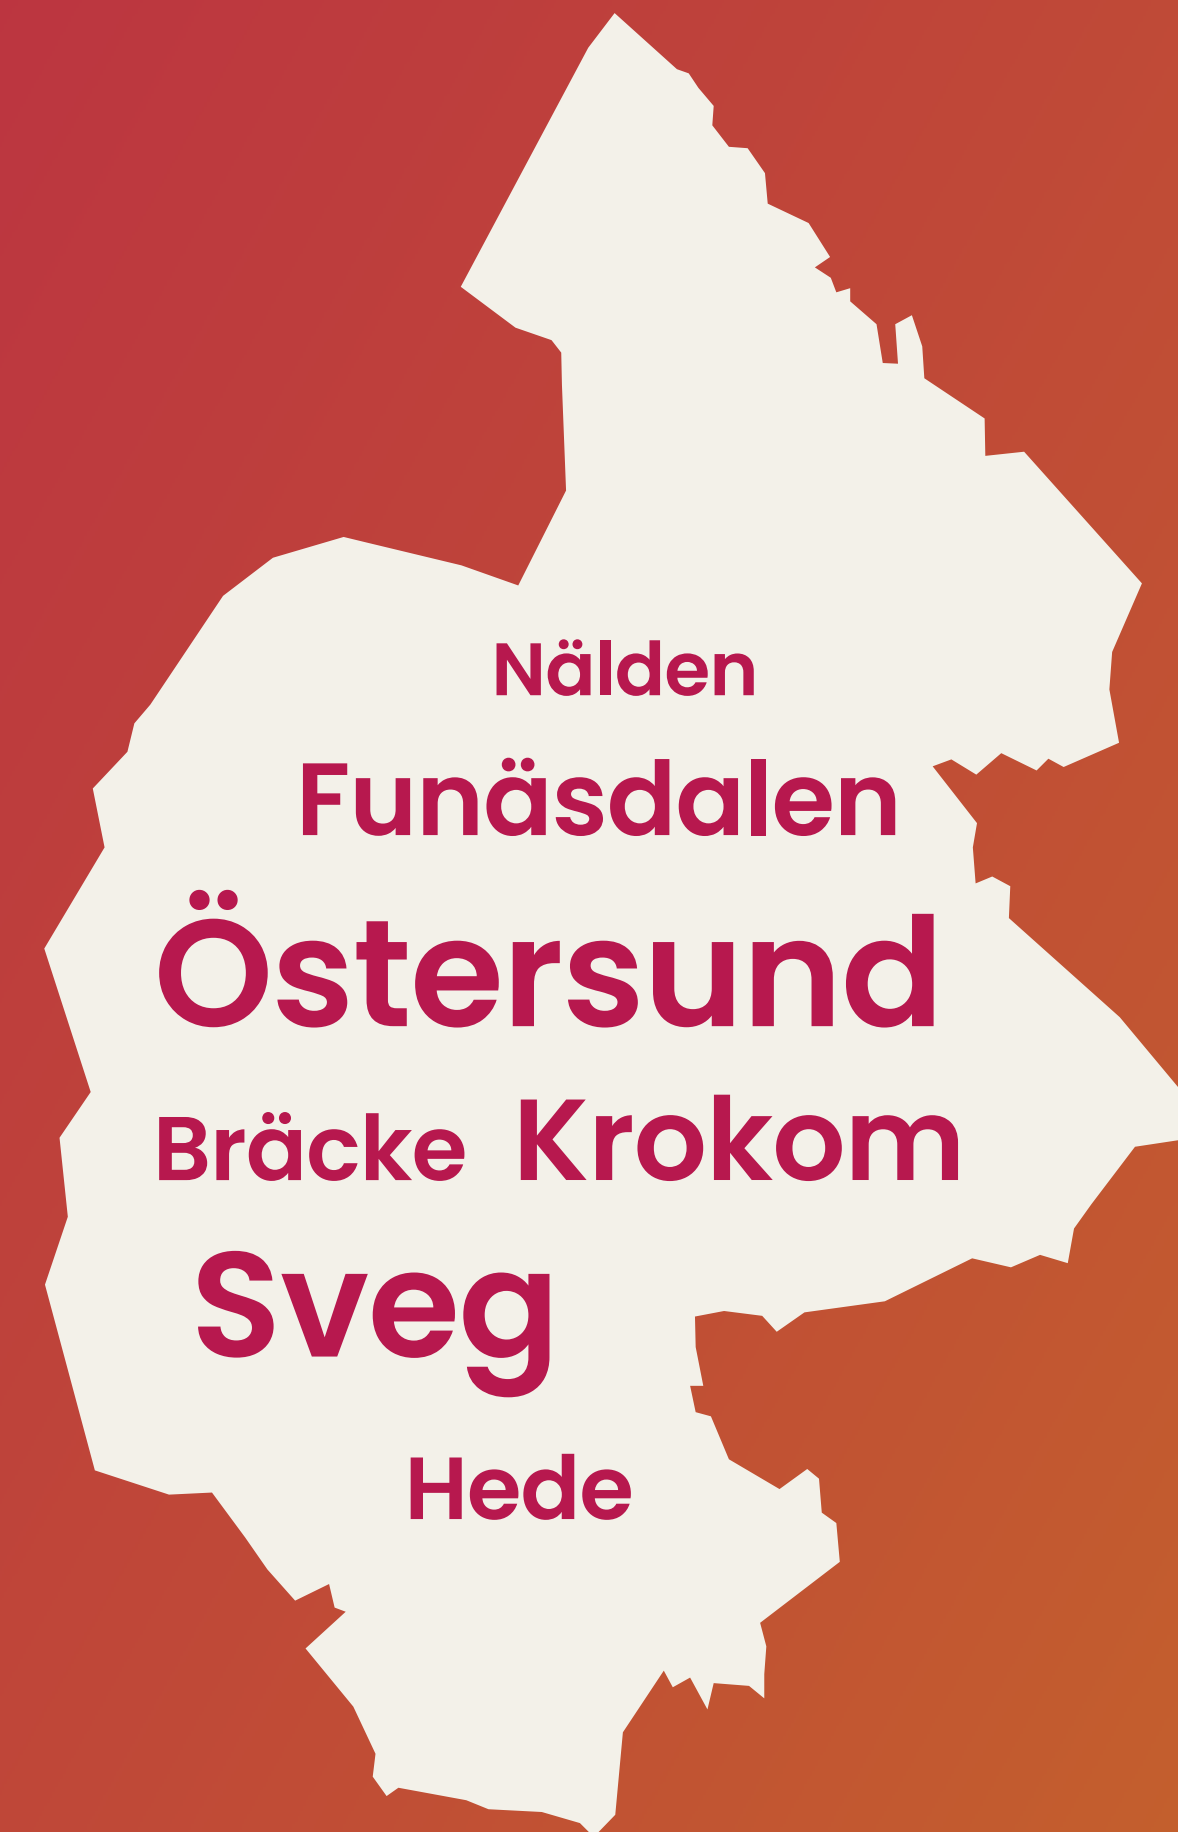 Nälden
Funäsdalen
Östersund
Bräcke Krokom
Sveg
Hede